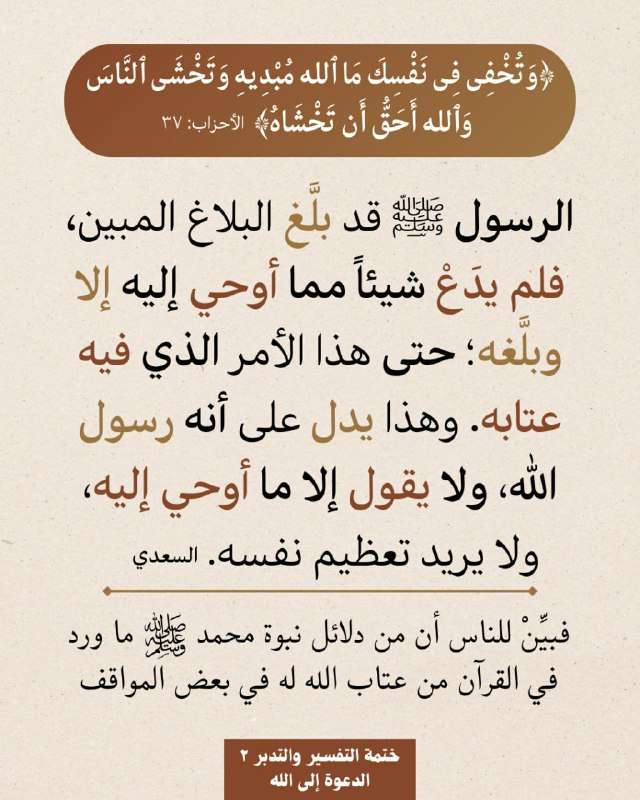 ﴿وَتُخْفِى فِى نَفْسِكَ مَا ٱلله مُبْدِيهِ وَتَخْشَى ٱلنَّاسَ
وَٱلله أَحَقُّ أَن تَخْشَاهُ﴾ الأحزاب: ٣٧
الرسول ﷺ قد بلَّغ البلاغ المبين،
فلم يدَعْ شيئاً مما أوحي إليه إلا
وبلَّغه؛ حتى هذا الأمر الذي فيه
عتابه. وهذا يدل على أنه رسول
الله، ولا يقول إلا ما أوحي إليه،
ولا يريد تعظيم نفسه. السعدي
فبيِّنْ للناس أن من دلائل نبوة محمد ﷺ ما ورد
في القرآن من عتاب الله له في بعض المواقف
ختمة التفسير والتدبر ٢
الدعوة إلى الله